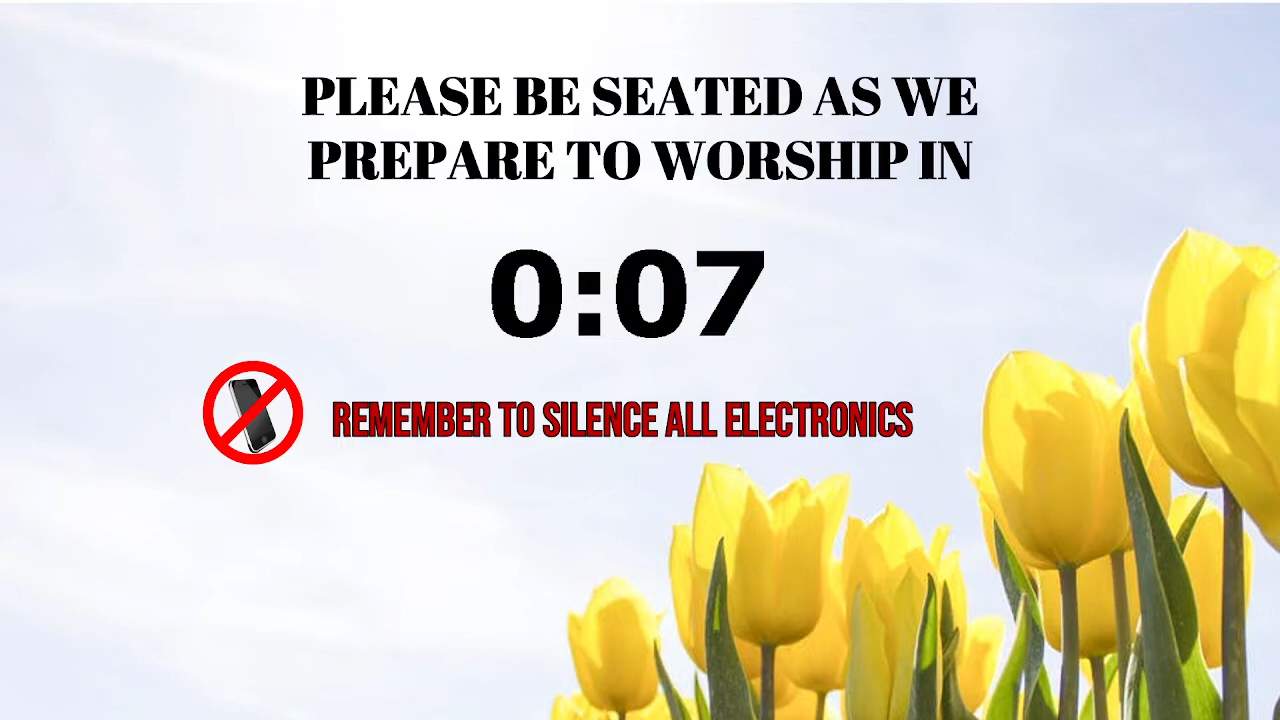 PLEASE BE SEATED AS WE
PREPARE TO WORSHIP IN
0:07
REMEMBER TO SILENCE ALL ELECTRONICS